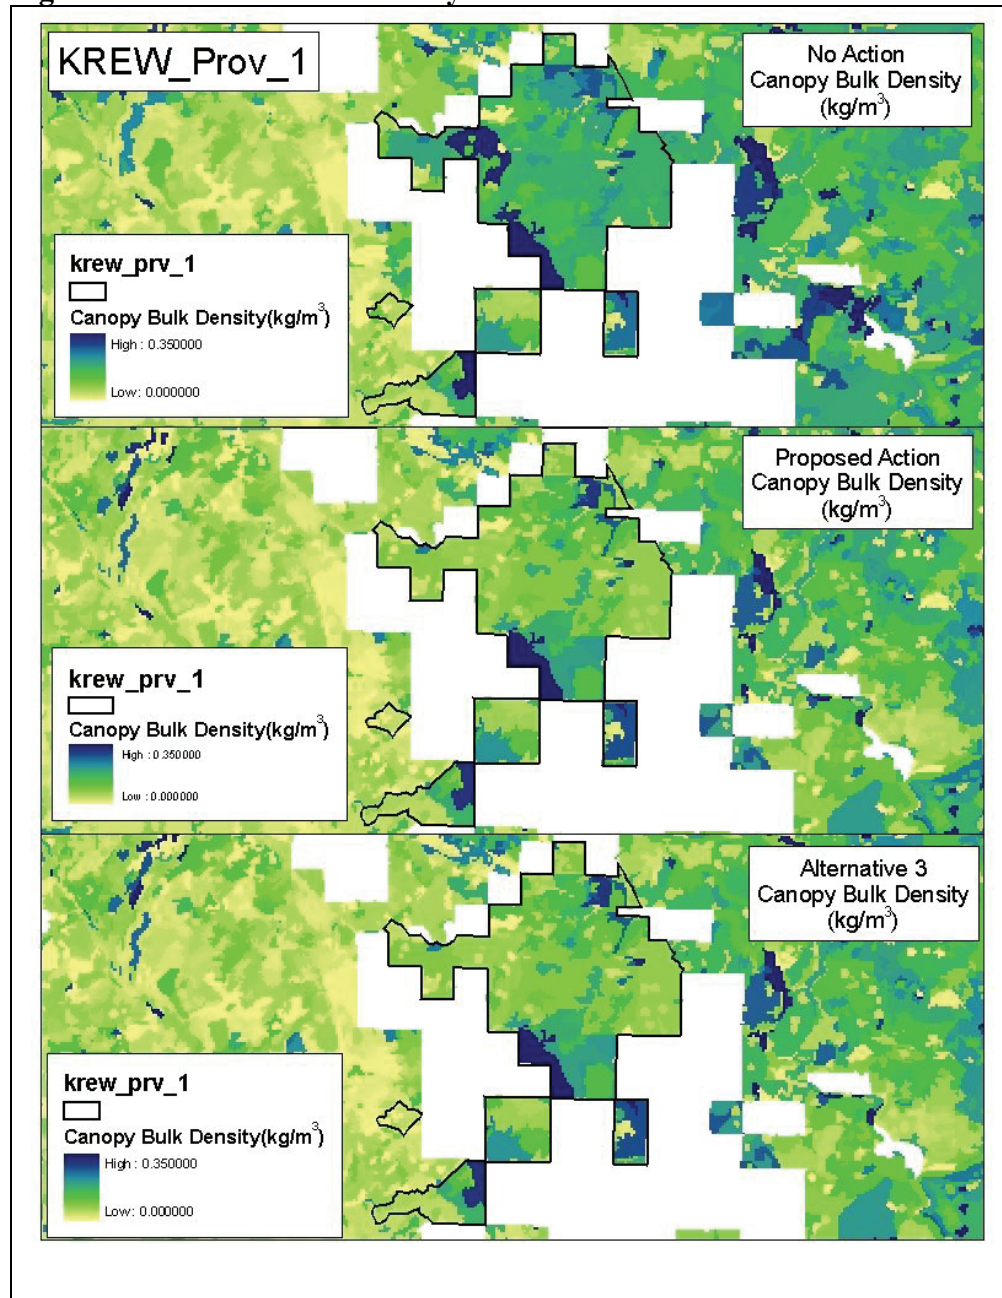 KREW_Prov_1
No Action
Canopy Bulk Density
(kg/m³)
krew_prv_1
Canopy Bulk Density(kg/m³)
High : 0.350000
Low: 0.000000
Proposed Action
Canopy Bulk Density
(kg/m³)
krew_prv_1
Canopy Bulk Density(kg/m³)
High : 0.350000
Low : 0.000000
Alternative 3
Canopy Bulk Density
(kg/m³)
krew_prv_1
Canopy Bulk Density(kg/m³)
High : 0.350000
Low: 0.000000